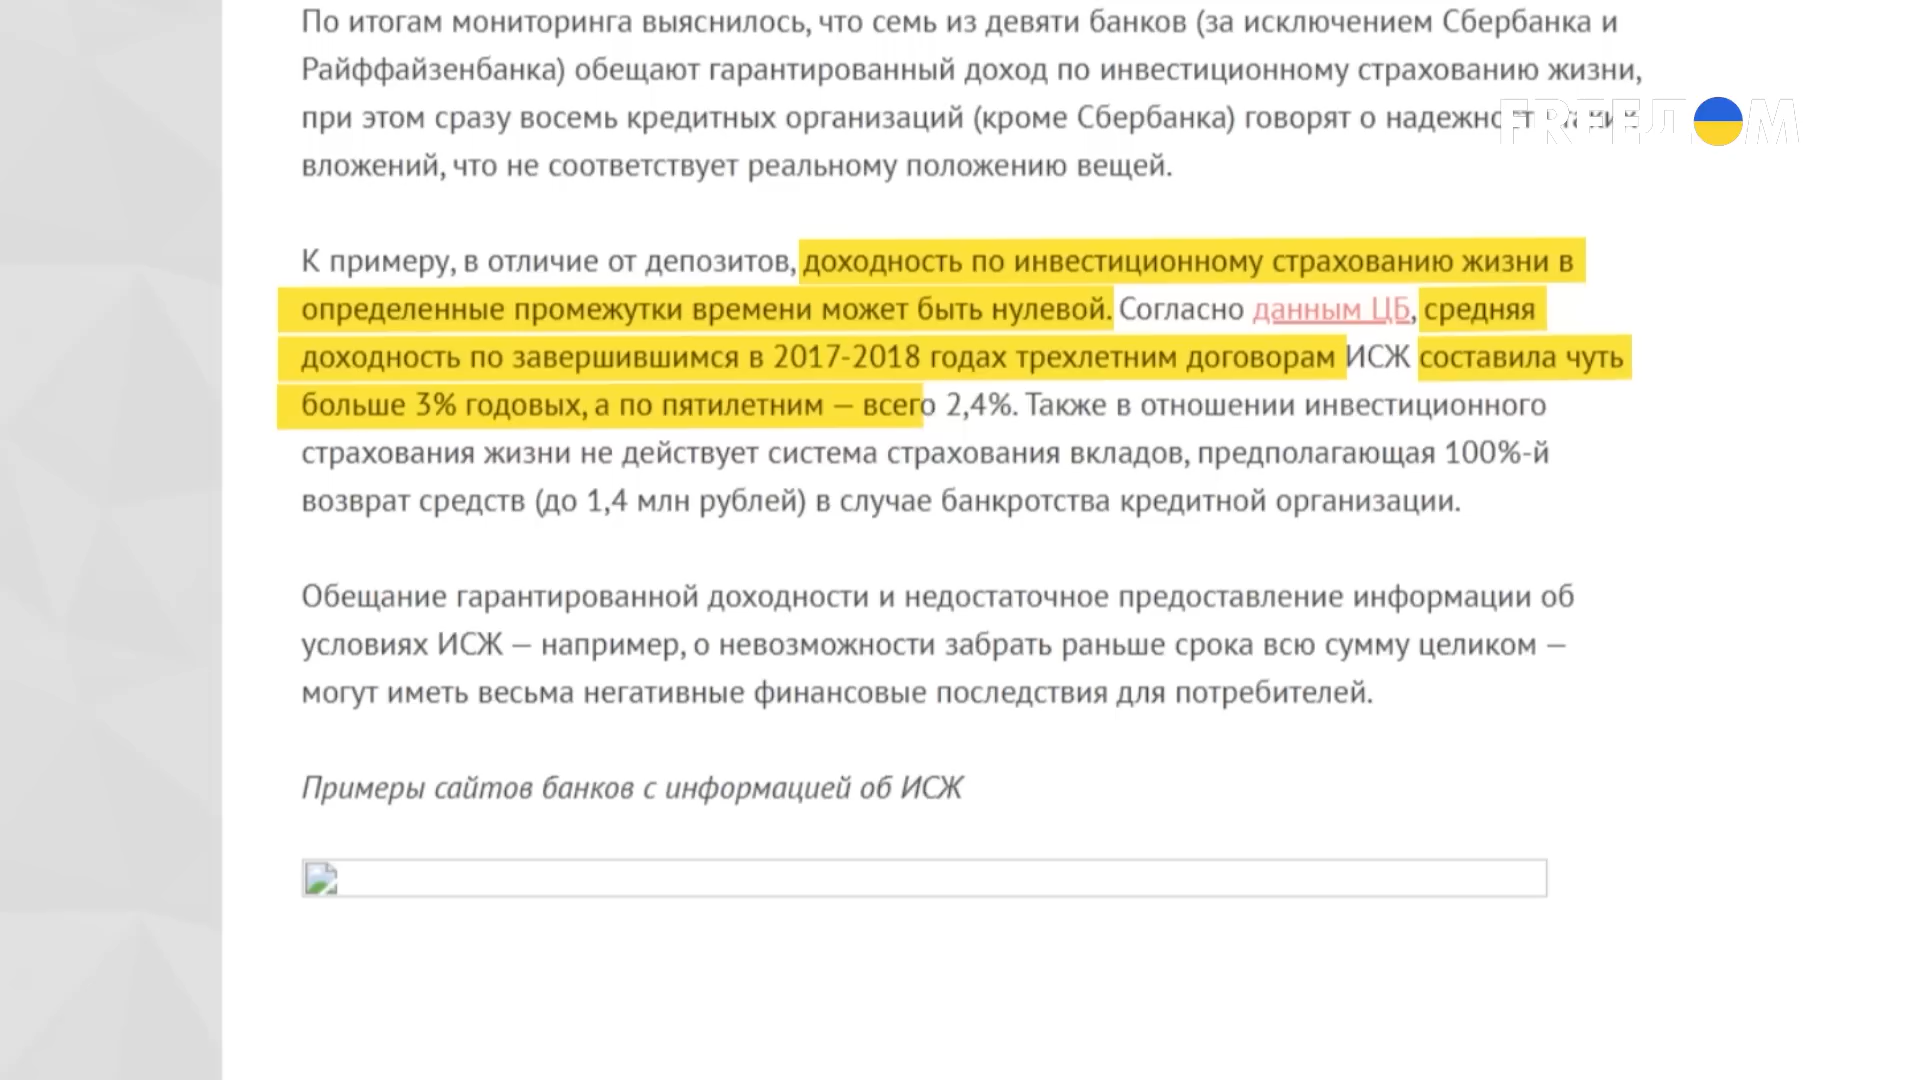 По итогам мониторинга выяснилось, что семь из девяти банков (за исключением Сбербанка и
Райффайзенбанка) обещают гарантированный доход по инвестиционному страхованию жизни,
при этом сразу восемь кредитных организаций (кроме Сбербанка) говорят о
FREEДOM
вложений, что не соответствует реальному положению вещей.
К примеру, в отличие от депозитов, доходность по инвестиционному страхованию жизни в
определенные промежутки времени может быть нулевой. Согласно данным ЦБ, средняя
доходность по завершившимся в 2017-2018 годах трехлетним договорам ИСЖ составила чуть
больше 3% годовых, а по пятилетним — всего 2,4%. Также в отношении инвестиционного
страхования жизни не действует система страхования вкладов, предполагающая 100%-й
возврат средств (до 1,4 млн рублей) в случае банкротства кредитной организации.
Обещание гарантированной доходности и недостаточное предоставление информации об
условиях ИСЖ — например, о невозможности забрать раньше срока всю сумму целиком —
могут иметь весьма негативные финансовые последствия для потребителей.
Примеры сайтов банков с информацией об ИСЖ